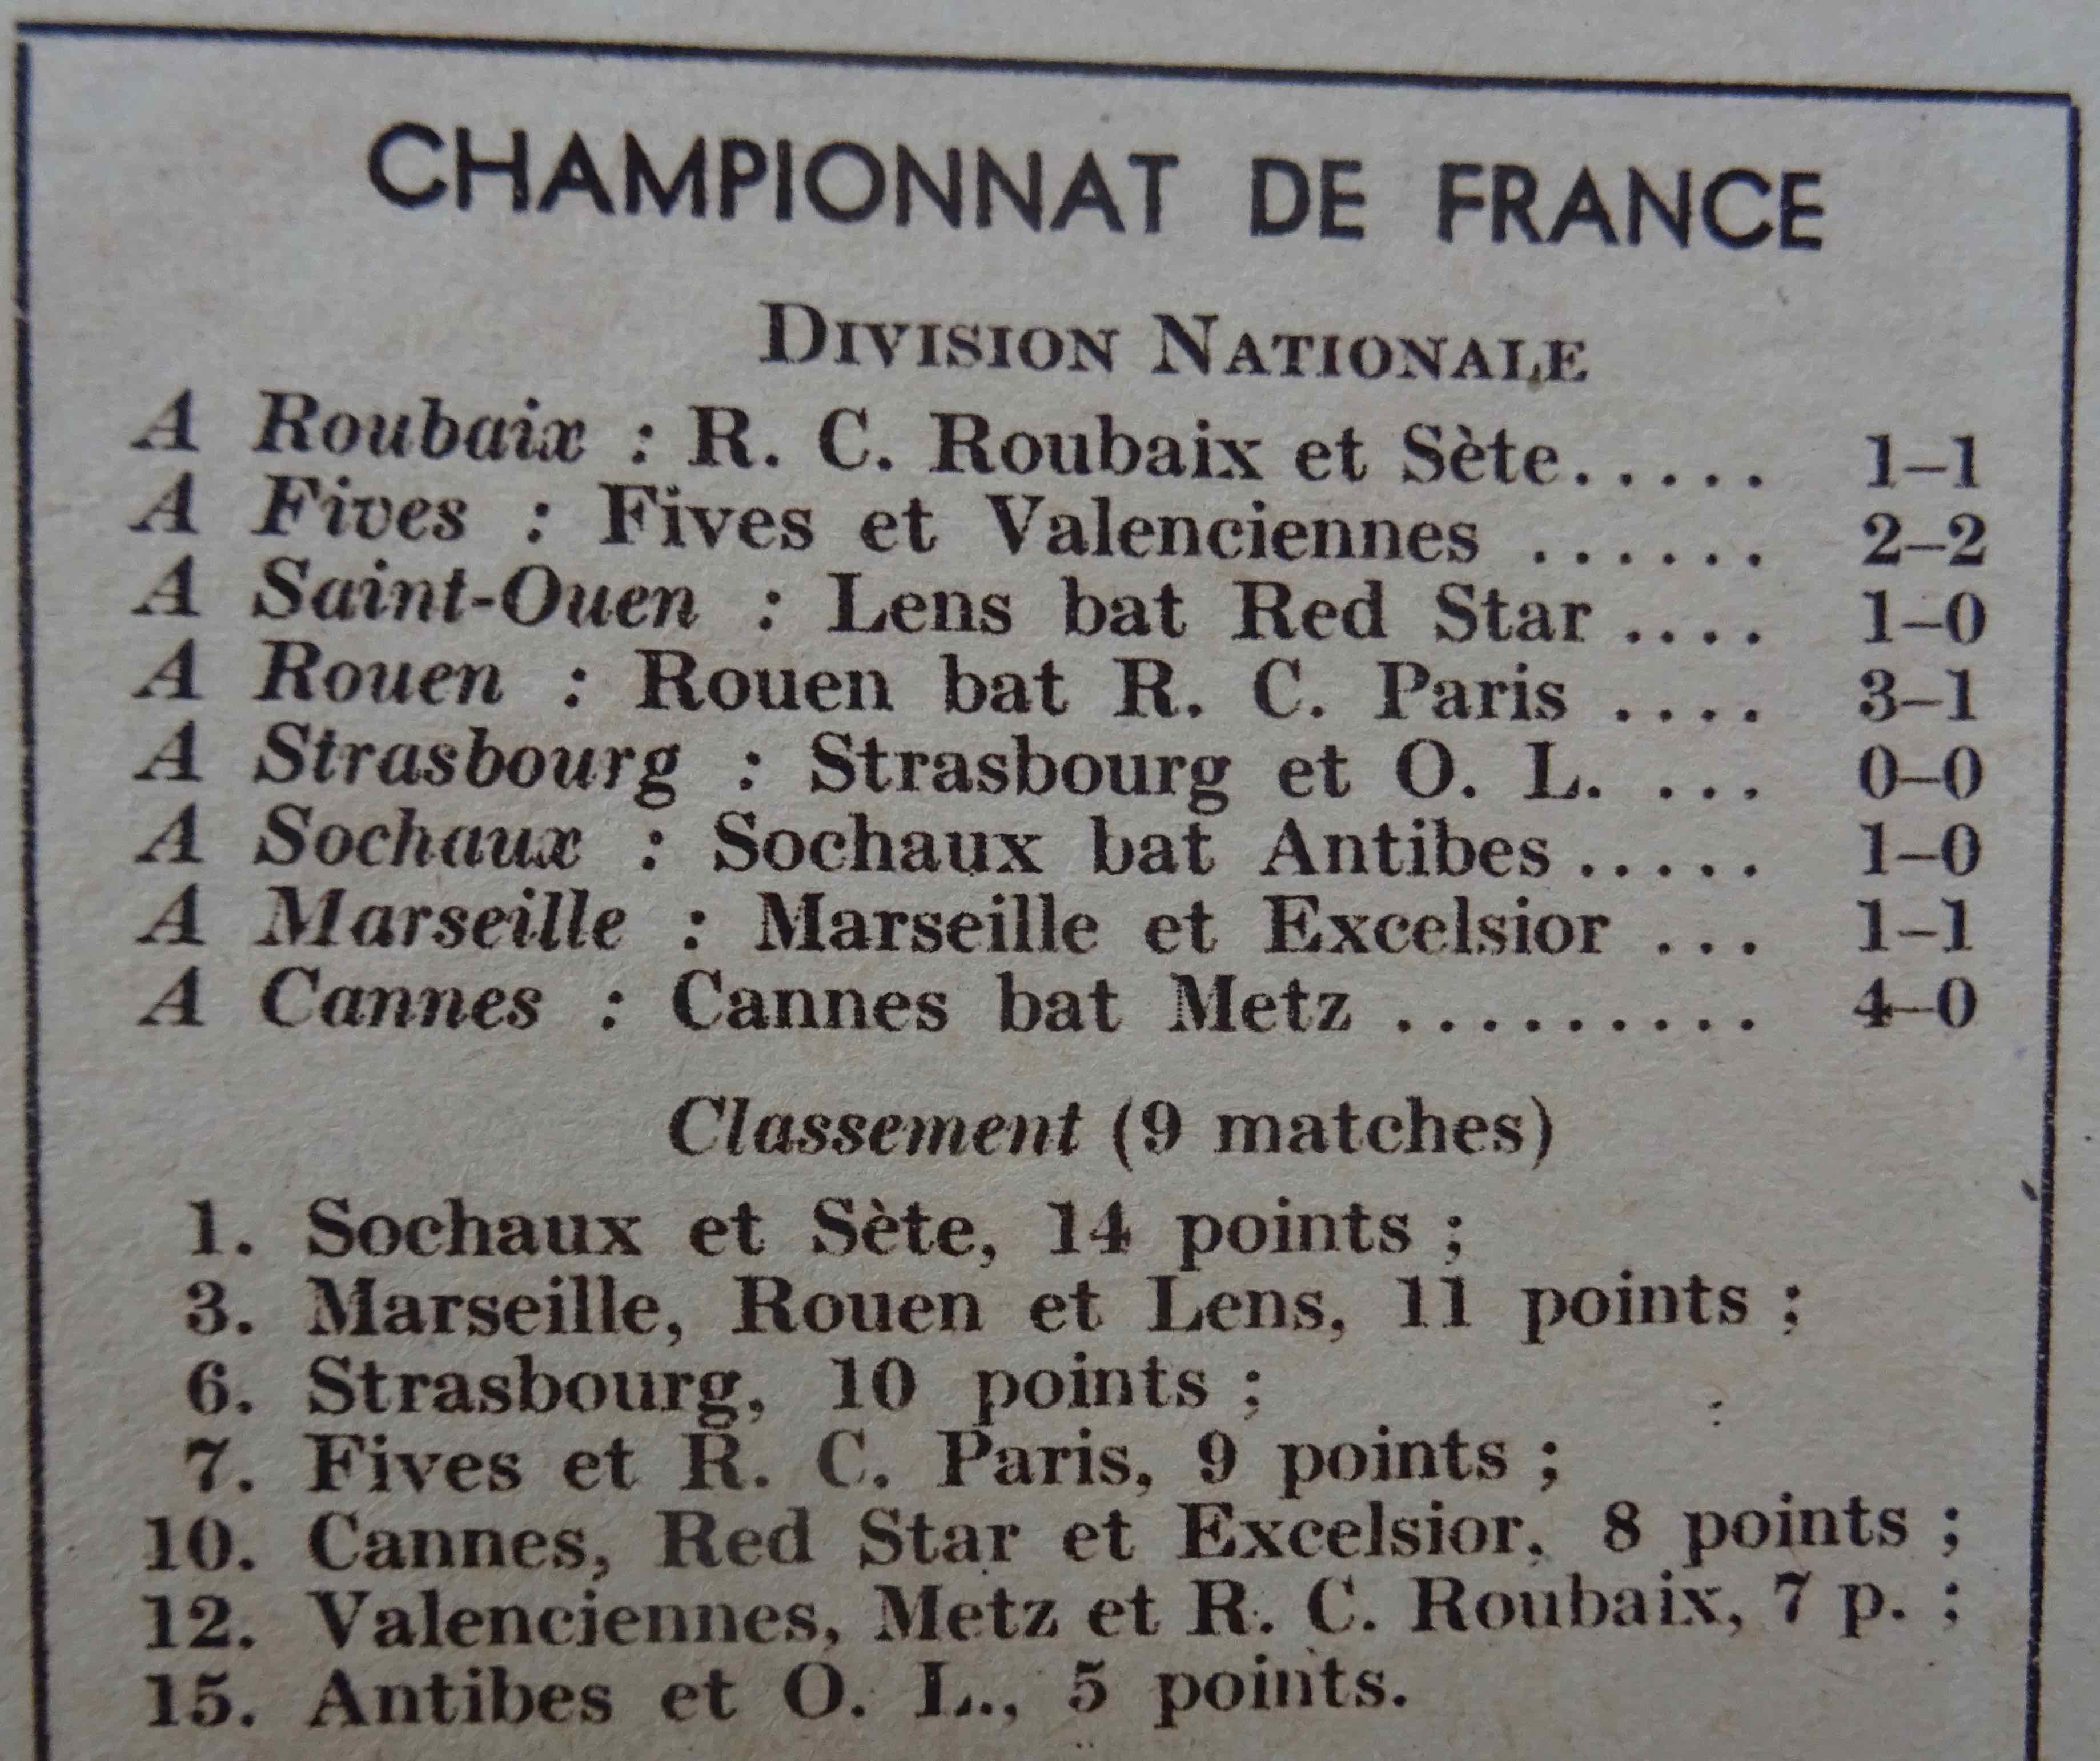 CHAMPIONNAT DE FRANCE
DIVISION NATIONALE
A Roubaix : R. C. Roubaix et Sète..... 1–1
A Fives : Fives et Valenciennes ...... 2–2
A Saint-Ouen : Lens bat Red Star .... 1–0
A Rouen : Rouen bat R. C. Paris .... 3–1
A Strasbourg : Strasbourg et O. L. ... 0–0
A Sochaux : Sochaux bat Antibes ..... 1–0
A Marseille : Marseille et Excelsior ... 1–1
A Cannes : Cannes bat Metz ......... 4–0
Classement (9 matches)
1. Sochaux et Sète, 14 points ;
3. Marseille, Rouen et Lens, 11 points ;
6. Strasbourg, 10 points ;
7. Fives et R. C. Paris, 9 points ;
10. Cannes, Red Star et Excelsior, 8 points ;
12. Valenciennes, Metz et R. C. Roubaix, 7 p. ;
15. Antibes et O. L., 5 points.